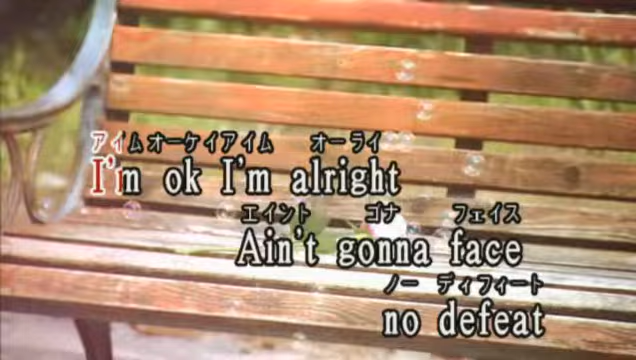 アイムオーケイアイム オーライ
I'm ok I'm alright
エイント ゴナ フェイス
Ain't gonna face
ノー ディフィート
no defeat